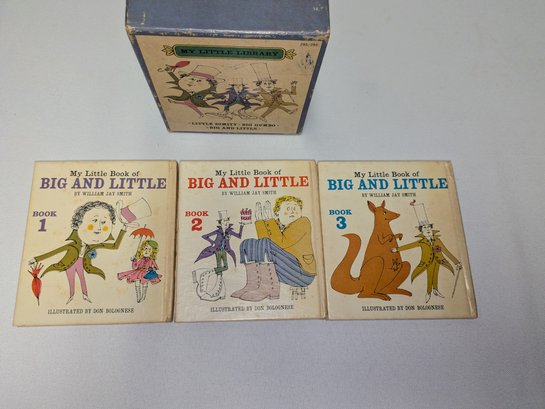 295/295
MY LITTLE LIBRARY
LITTLE DIMITY · BIG GUMBO
· BIG AND LITTLE ·
My Little Book of
BIG AND LITTLE
BY WILLIAM JAY SMITH
BOOK
1
ILLUSTRATED BY DON BOLOGNESE
My Little Book of
BIG AND LITTLE
BY WILLIAM JAY SMITH
BOOK
2
ILLUSTRATED BY DON BOLOGNESE
My Little Book of
BIG AND LITTLE
BY WILLIAM JAY SMITH
BOOK
3
ILLUSTRATED BY DON BOLOGNESE